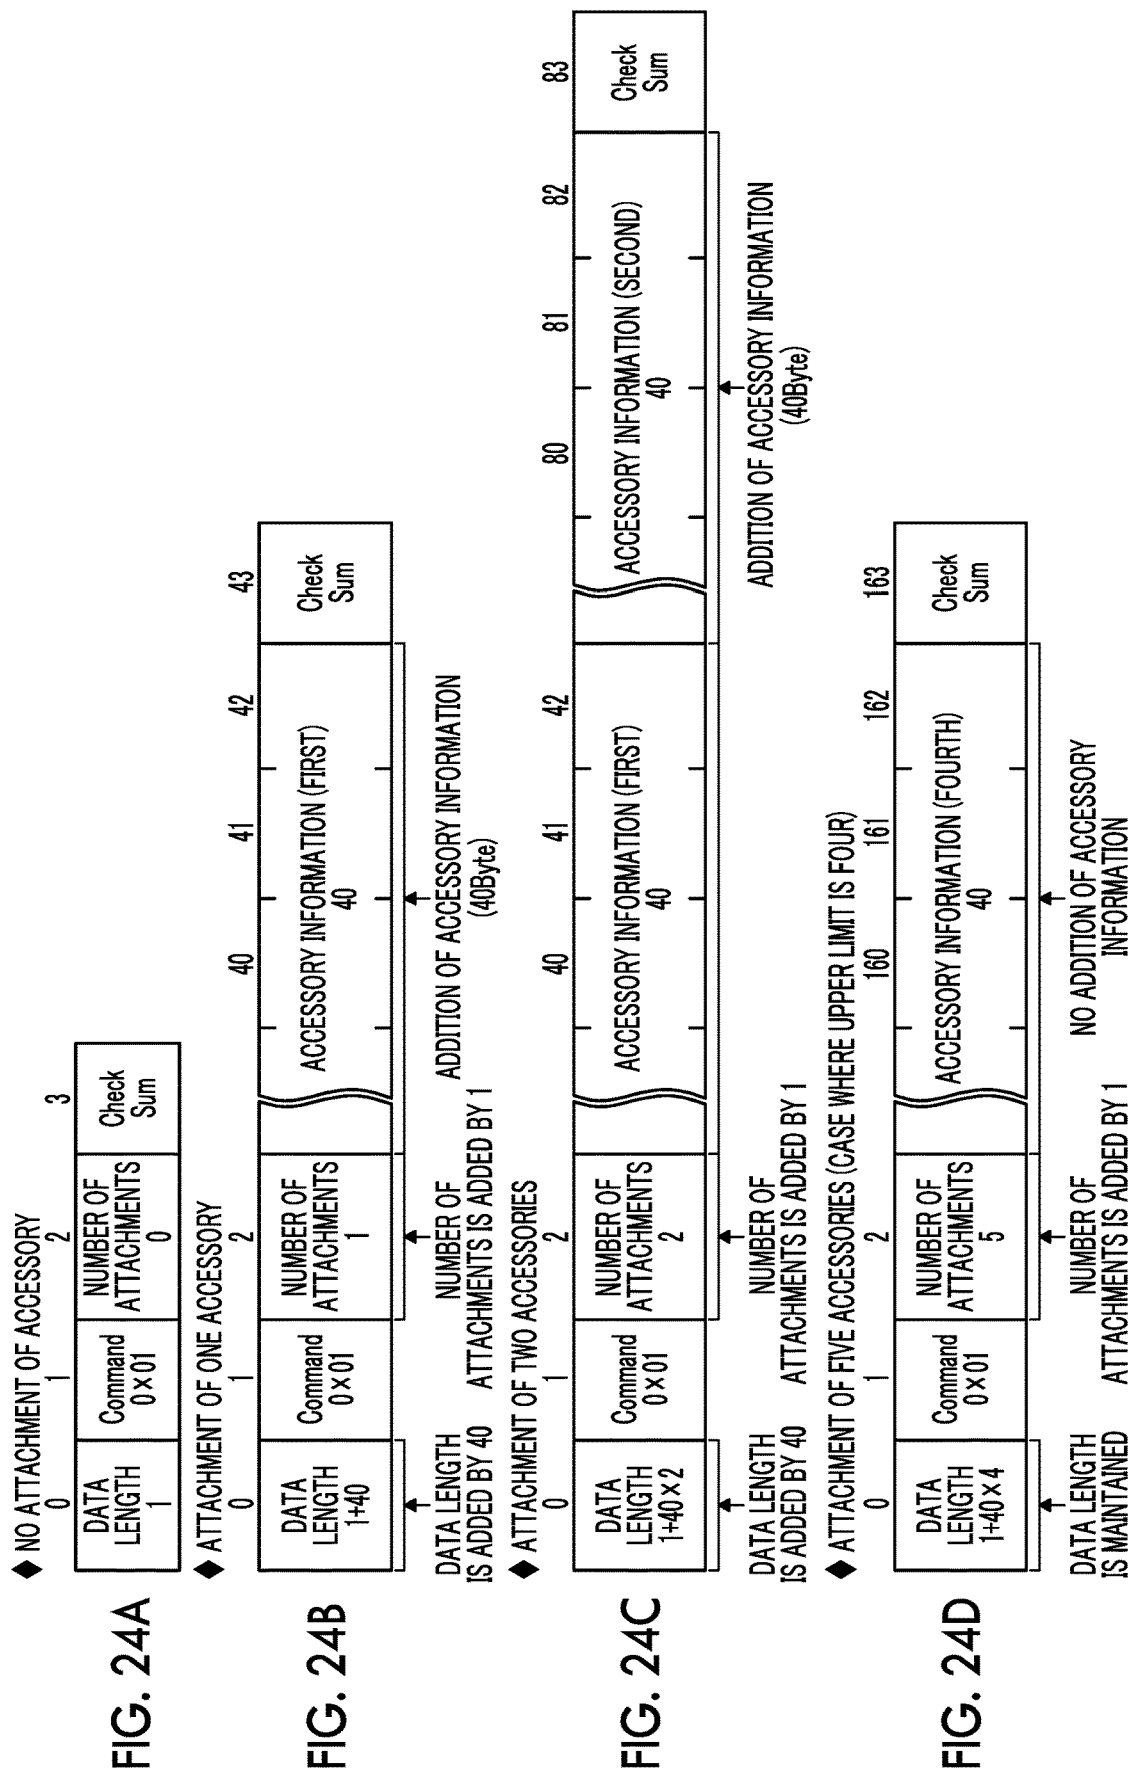 FIG. 24A
◆ NO ATTACHMENT OF ACCESSORY
0 1 2 3
DATA
LENGTH
1
Command
0×01
NUMBER OF
ATTACHMENTS
0
Check
Sum
FIG. 24B
◆ ATTACHMENT OF ONE ACCESSORY
0 1 2 40 41 42 43
DATA
LENGTH
1+40
Command
0×01
NUMBER OF
ATTACHMENTS
1
ACCESSORY INFORMATION (FIRST)
40
Check
Sum
DATA LENGTH
IS ADDED BY 40
NUMBER OF
ATTACHMENTS IS ADDED BY 1
ADDITION OF ACCESSORY INFORMATION
(40Byte)
FIG. 24C
◆ ATTACHMENT OF TWO ACCESSORIES
0 1 2 40 41 42 80 81 82 83
DATA
LENGTH
1+40×2
Command
0×01
NUMBER OF
ATTACHMENTS
2
ACCESSORY INFORMATION (FIRST)
40
ACCESSORY INFORMATION (SECOND)
40
Check
Sum
DATA LENGTH
IS ADDED BY 40
NUMBER OF
ATTACHMENTS IS ADDED BY 1
ADDITION OF ACCESSORY INFORMATION
(40Byte)
FIG. 24D
◆ ATTACHMENT OF FIVE ACCESSORIES (CASE WHERE UPPER LIMIT IS FOUR)
0 1 2 160 161 162 163
DATA
LENGTH
1+40×4
Command
0×01
NUMBER OF
ATTACHMENTS
5
ACCESSORY INFORMATION (FOURTH)
40
Check
Sum
DATA LENGTH
IS MAINTAINED
NUMBER OF
ATTACHMENTS IS ADDED BY 1
NO ADDITION OF ACCESSORY
INFORMATION